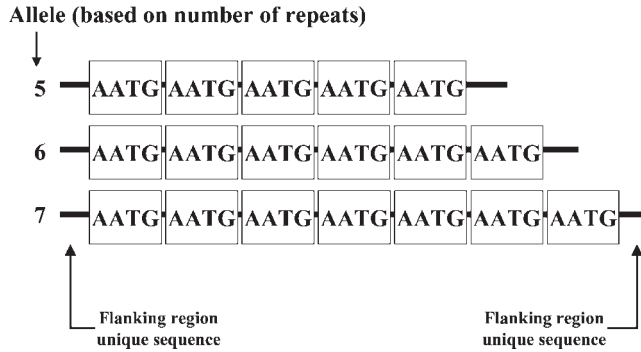 Allele (based on number of repeats)
5 AATG AATG AATG AATG AATG
6 AATG AATG AATG AATG AATG AATG
7 AATG AATG AATG AATG AATG AATG AATG
Flanking region
unique sequence
Flanking region
unique sequence